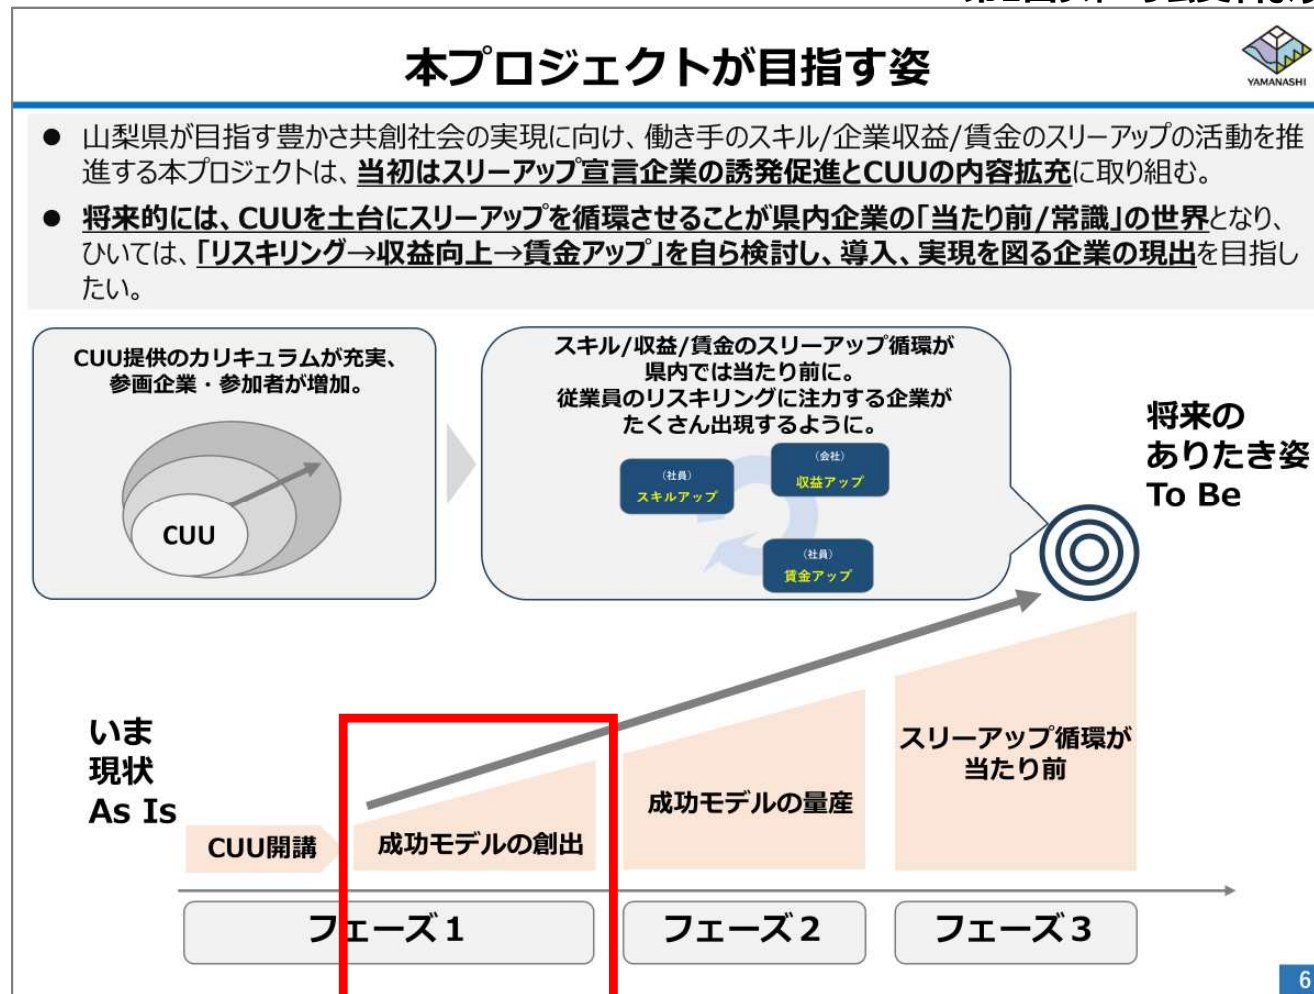 本プロジェクトが目指す姿
YAMANASHI
● 山梨県が目指す豊かさ共創社会の実現に向け、働き手のスキル/企業収益/賃金のスリーアップの活動を推
進する本プロジェクトは、当初はスリーアップ宣言企業の誘発促進とCUUの内容拡充に取り組む。
● 将来的には、CUUを土台にスリーアップを循環させることが県内企業の「当たり前/常識」の世界となり、
ひいては、「リスキリング→収益向上→賃金アップ」を自ら検討し、導入、実現を図る企業の現出を目指し
たい。
CUU提供のカリキュラムが充実、
参画企業・参加者が増加。
CUU
スキル/収益/賃金のスリーアップ循環が
県内では当たり前に。
従業員のリスキリングに注力する企業が
たくさん出現するように。
（社員）
スキルアップ
（会社）
収益アップ
（社員）
賃金アップ
将来の
ありたき姿
To Be
いま
現状
As Is
CUU開講
成功モデルの創出
成功モデルの量産
スリーアップ循環が
当たり前
フェーズ１
フェーズ２
フェーズ３
6